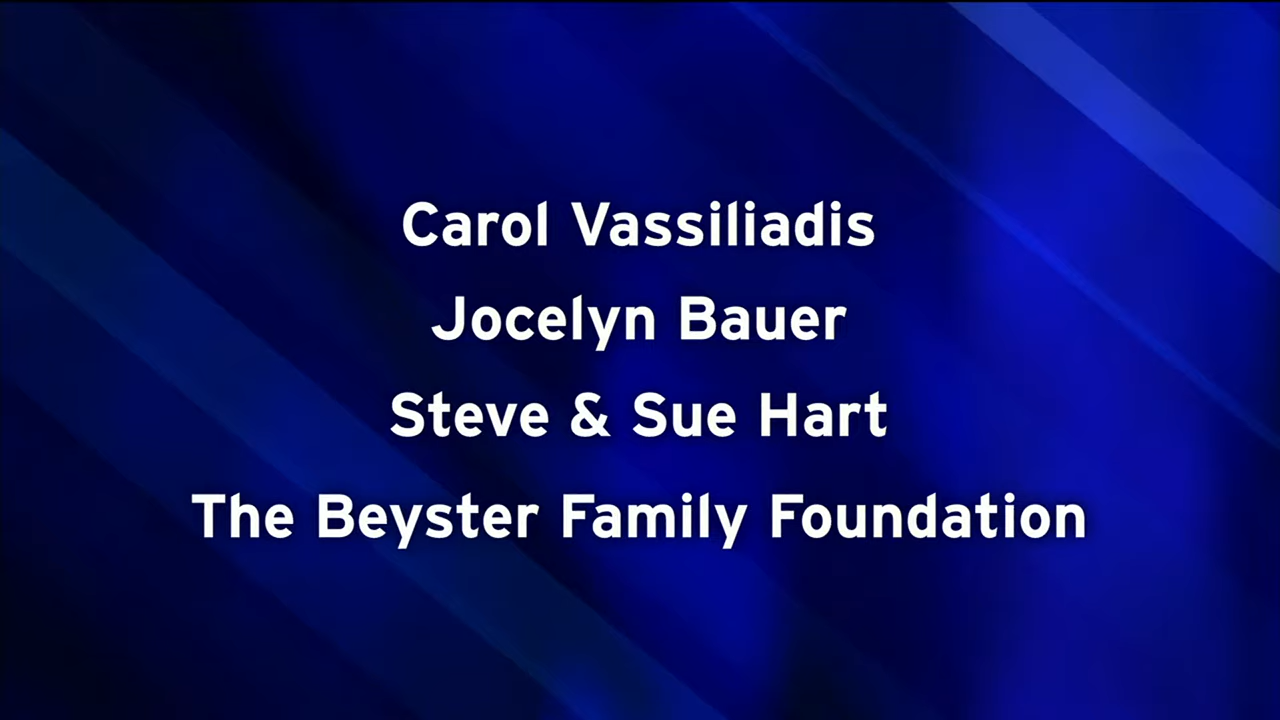 Carol Vassiliadis
Jocelyn Bauer
Steve & Sue Hart
The Beyster Family Foundation